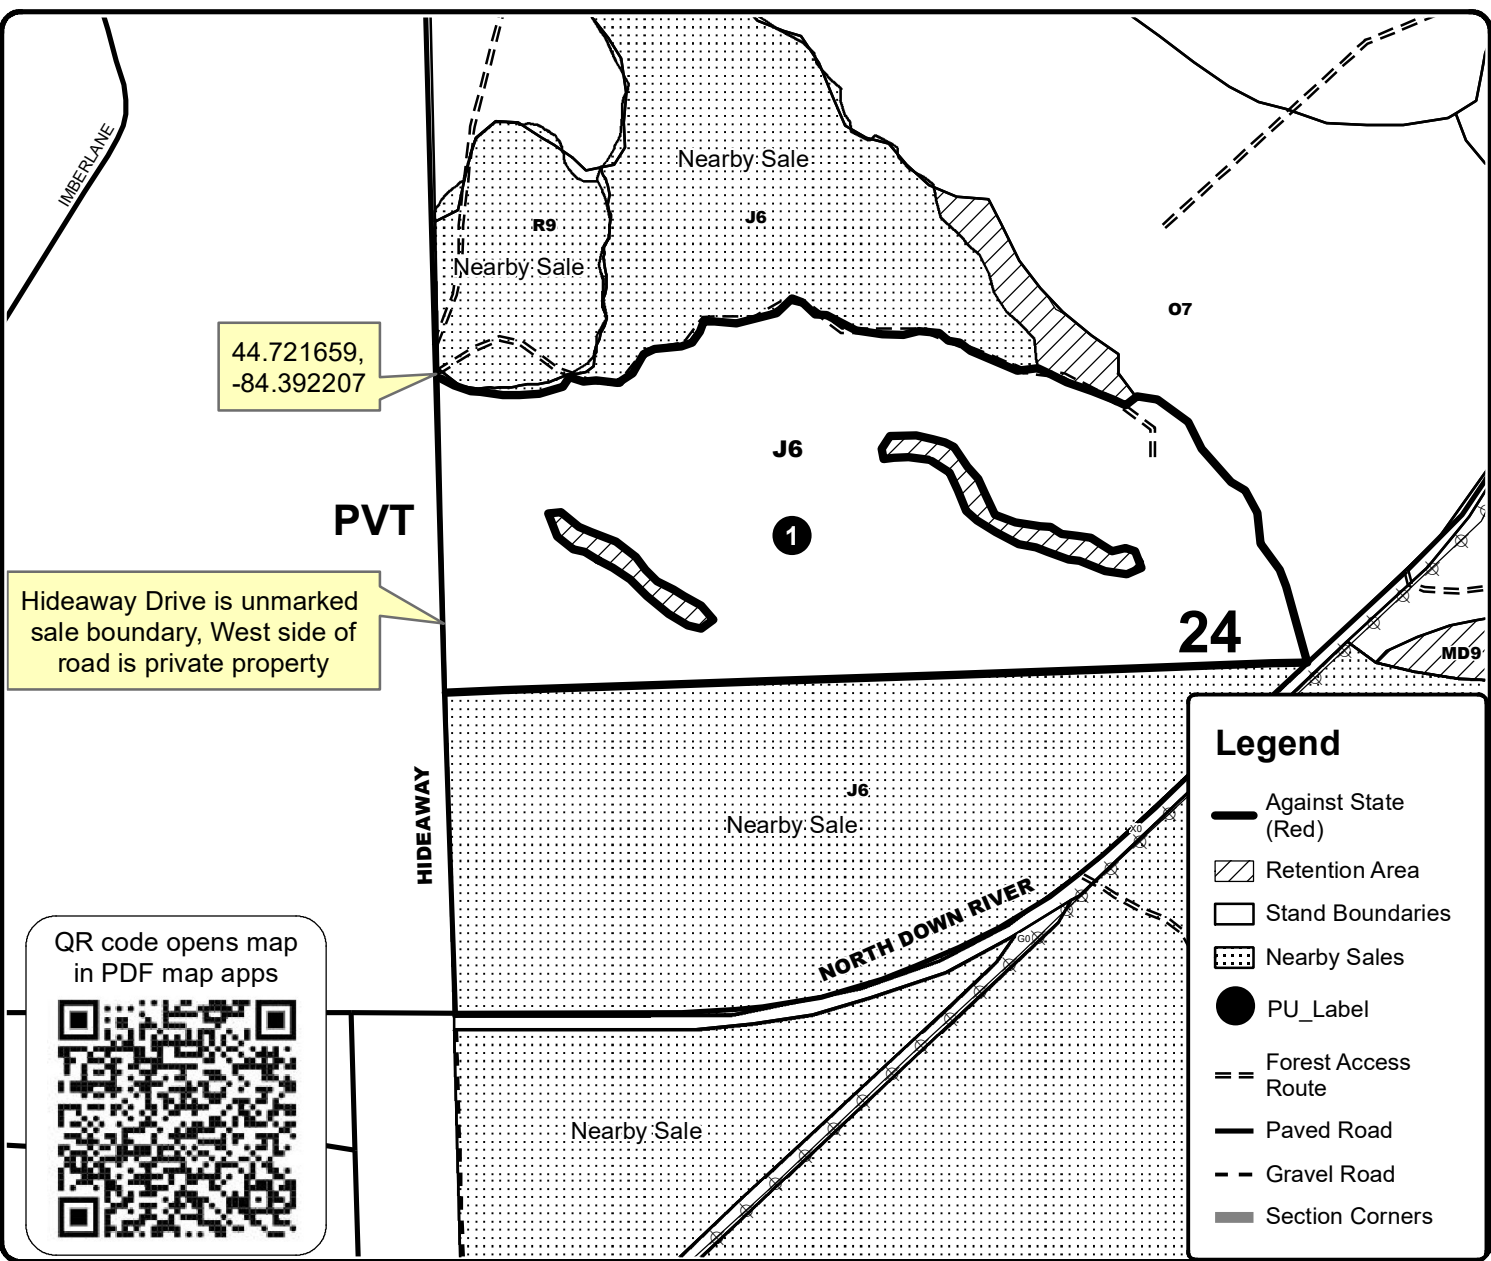 IMBERLANE
Nearby Sale
J6
R9
Nearby Sale
O7
44.721659,
-84.392207
J6
PVT
1
Hideaway Drive is unmarked
sale boundary, West side of
road is private property
24
MD9
HIDEAWAY
J6
Nearby Sale
X0
NORTH DOWN RIVER
G0
Nearby Sale
QR code opens map
in PDF map apps
Legend
Against State
(Red)
Retention Area
Stand Boundaries
Nearby Sales
PU_Label
Forest Access
Route
Paved Road
Gravel Road
Section Corners